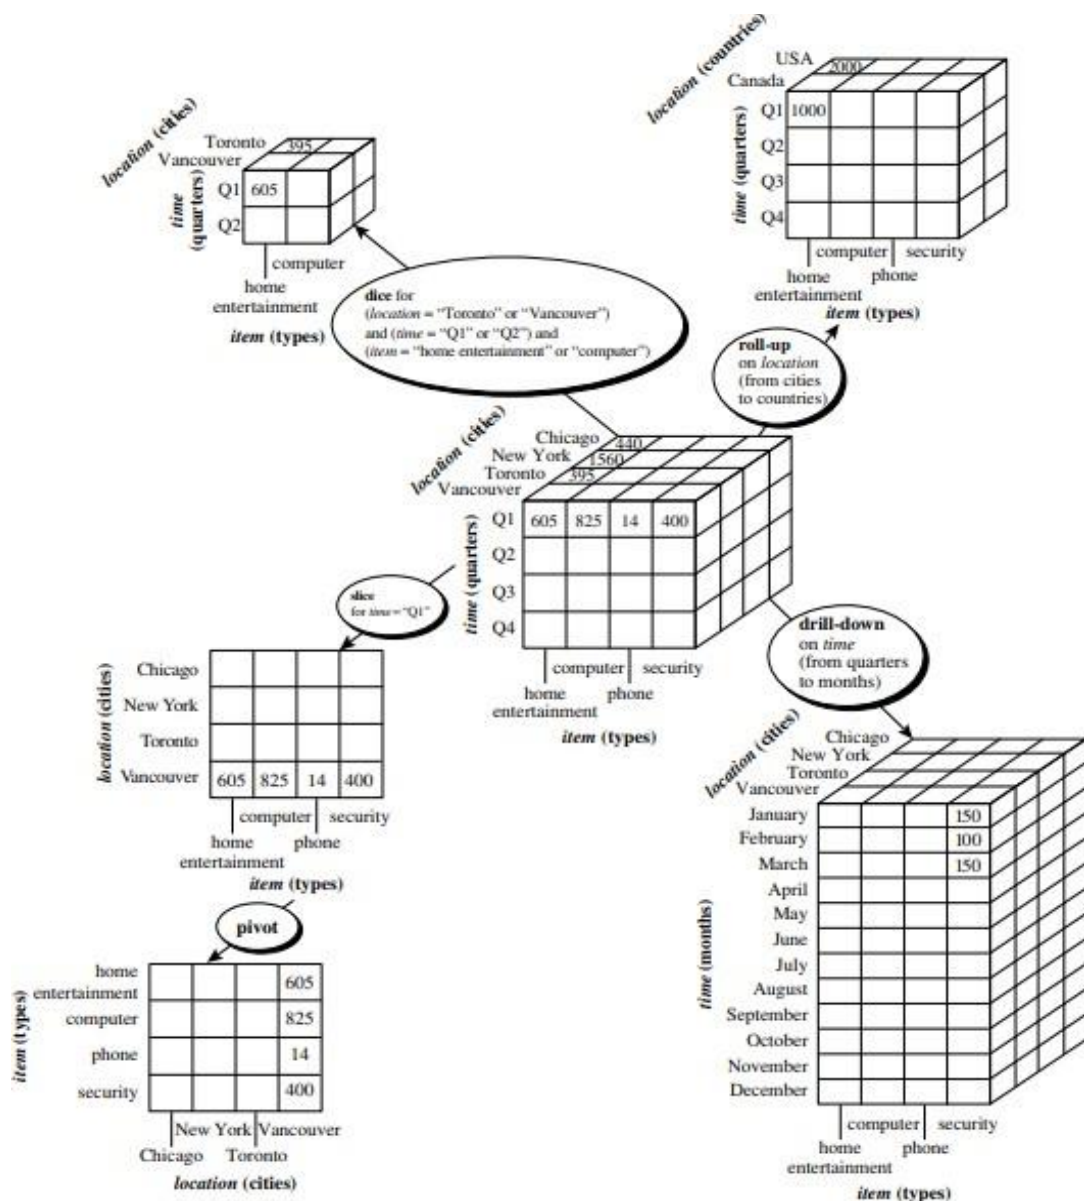 location (countries)
USA
Canada
2000
time (quarters)
Q1 1000
Q2
Q3
Q4
computer security
home phone
entertainment
item (types)
location (cities)
Toronto
Vancouver
395
time
(quarters)
Q1 605
Q2
computer
home
entertainment
item (types)
dice for
(location = “Toronto” or “Vancouver”)
and (time = “Q1” or “Q2”) and
(item = “home entertainment” or “computer”)
roll-up
on location
(from cities
to countries)
location (cities)
Chicago 440
New York 1560
Toronto 395
Vancouver
time (quarters)
Q1 605 825 14 400
Q2
Q3
Q4
computer security
home phone
entertainment
item (types)
slice
for time = “Q1”
drill-down
on time
(from quarters
to months)
location (cities)
Chicago
New York
Toronto
Vancouver 605 825 14 400
computer security
home phone
entertainment
item (types)
pivot
item (types)
home
entertainment 605
computer 825
phone 14
security 400
New York Vancouver
Chicago Toronto
location (cities)
location (cities)
Chicago
New York
Toronto
Vancouver
time (months)
January 150
February 100
March 150
April
May
June
July
August
September
October
November
December
computer security
home phone
entertainment
item (types)